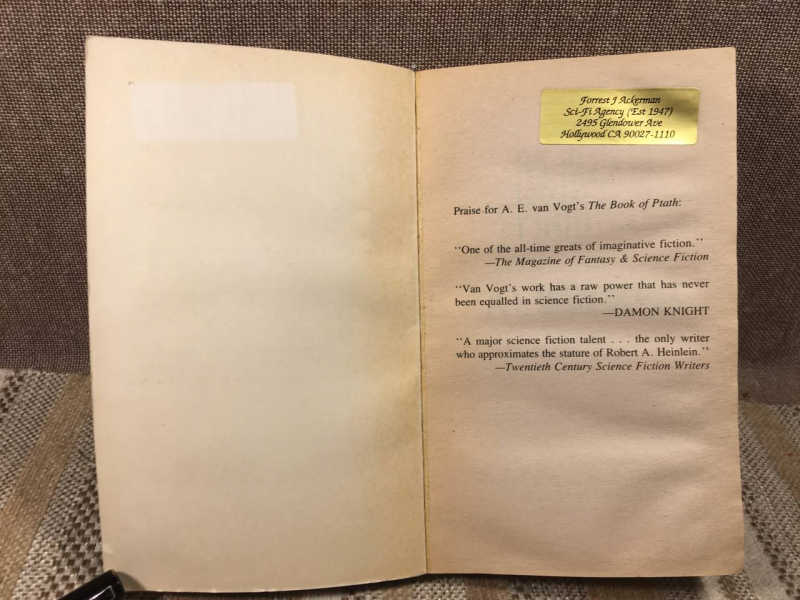 Forrest J Ackerman
Sci-Fi Agency ('Est 1947)
2495 Glendower Ave
Hollywood CA 90027-1110
Praise for A. E. van Vogt's The Book of Ptath:
"One of the all-time greats of imaginative fiction."
—The Magazine of Fantasy & Science Fiction
"Van Vogt's work has a raw power that has never
been equalled in science fiction."
—DAMON KNIGHT
"A major science fiction talent . . . the only writer
who approximates the stature of Robert A. Heinlein."
—Twentieth Century Science Fiction Writers